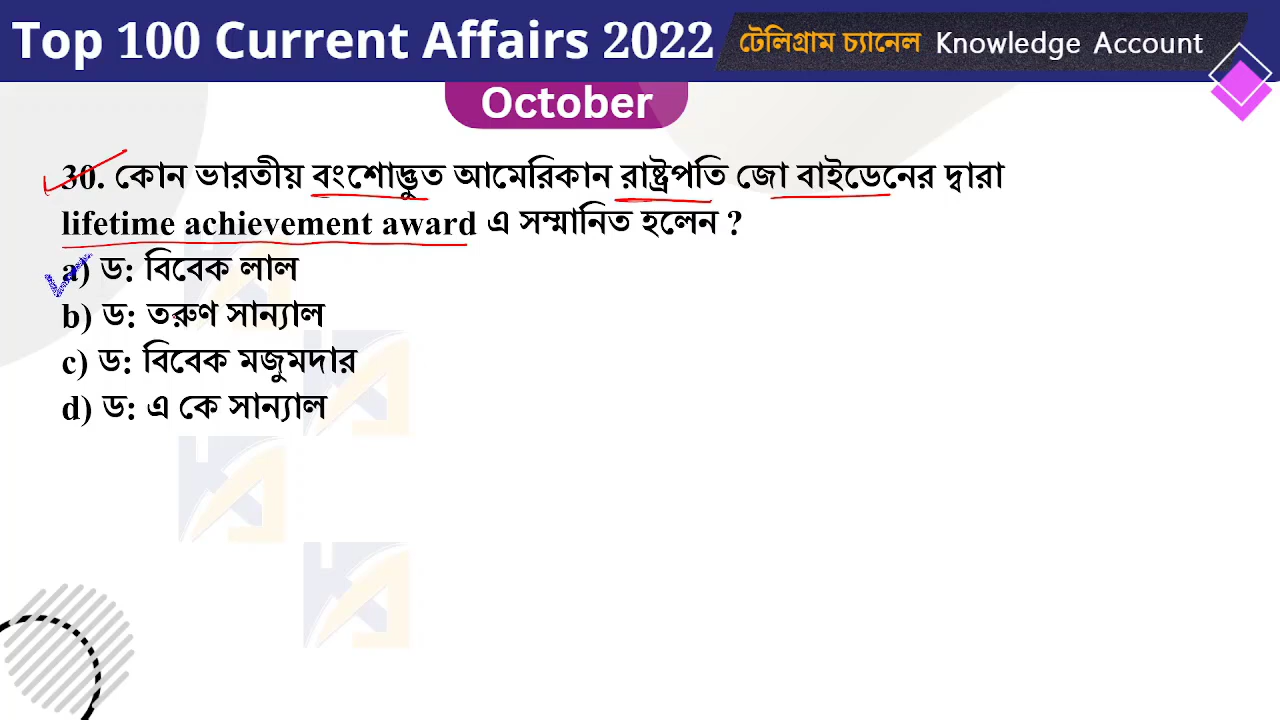 Top 100 Current Affairs 2022 টেলিগ্রাম চ্যানেল Knowledge Account
October
30. কোন ভারতীয় বংশোদ্ভুত আমেরিকান রাষ্ট্রপতি জো বাইডেনের দ্বারা
lifetime achievement award এ সম্মানিত হলেন ?
a) ড: বিবেক লাল
b) ড: তরুণ সান্যাল
c) ড: বিবেক মজুমদার
d) ড: এ কে সান্যাল